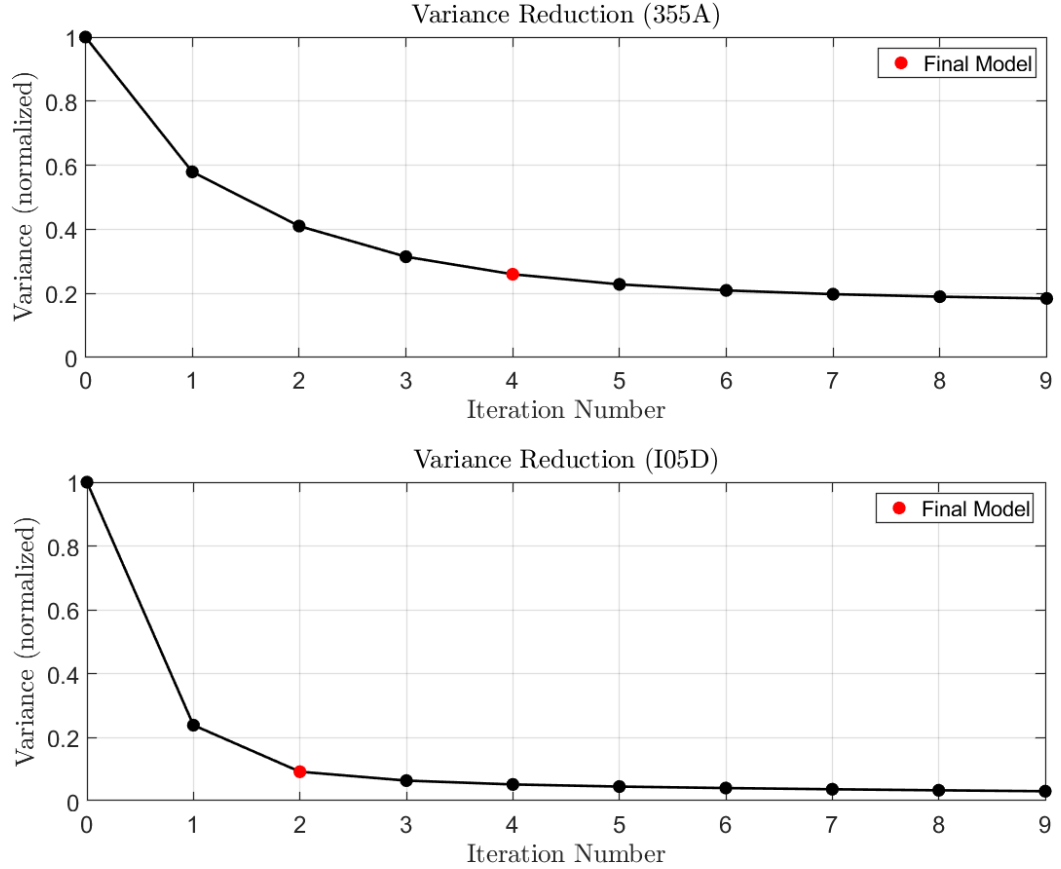 Variance Reduction (355A)
Variance (normalized)
1
0.8
0.6
0.4
0.2
0
Final Model
0 1 2 3 4 5 6 7 8 9
Iteration Number
Variance Reduction (I05D)
Variance (normalized)
1
0.8
0.6
0.4
0.2
0
Final Model
0 1 2 3 4 5 6 7 8 9
Iteration Number